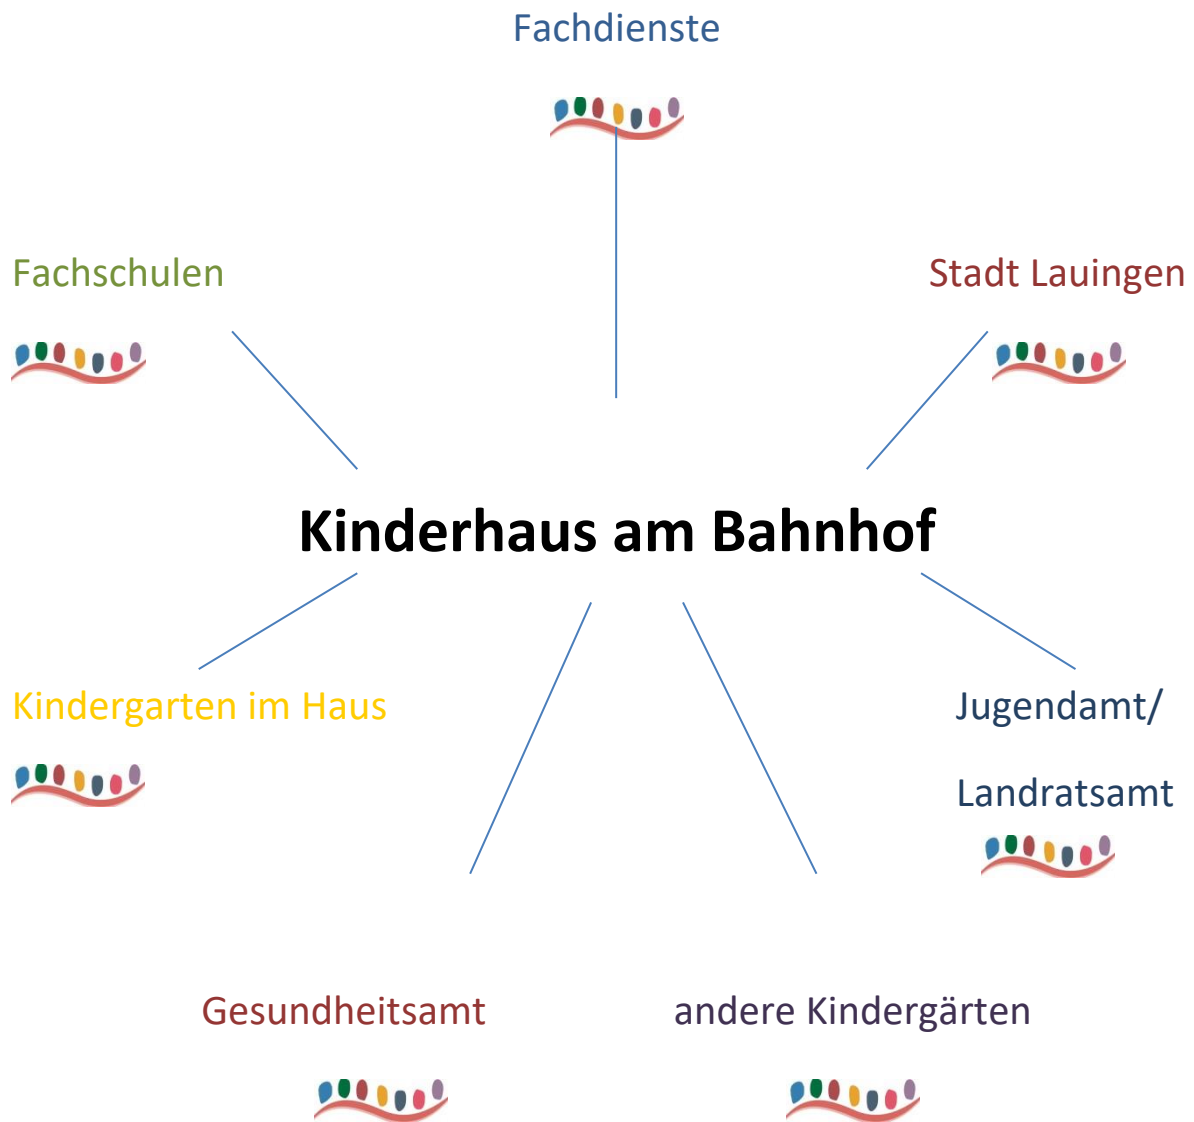 Fachdienste
Fachschulen
Stadt Lauingen
Kinderhaus am Bahnhof
Kindergarten im Haus
Jugendamt/
Landratsamt
Gesundheitsamt
andere Kindergärten